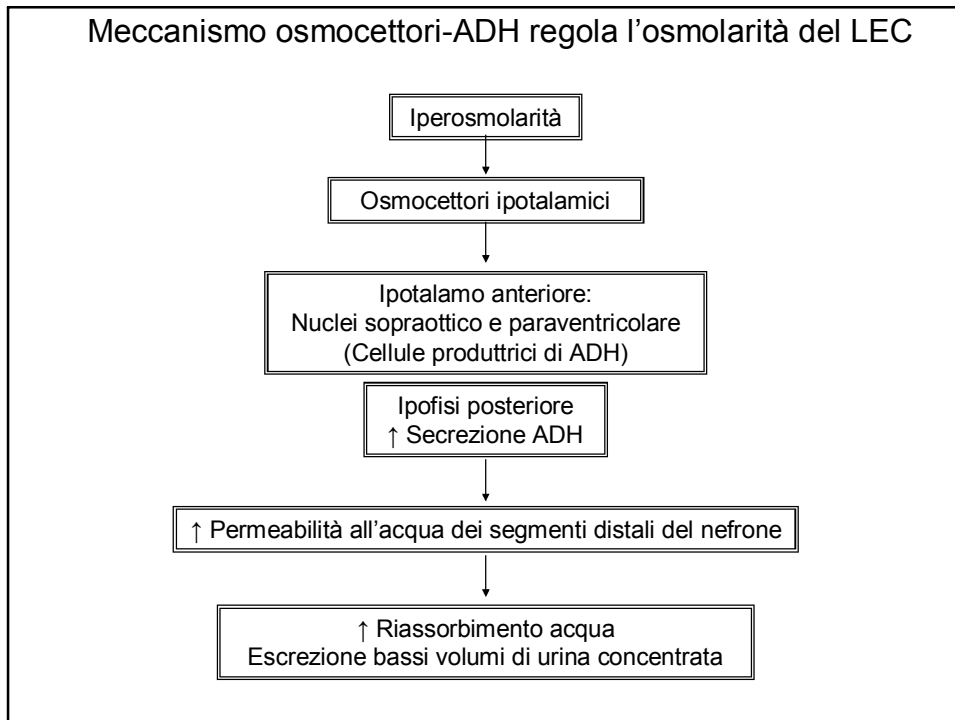 Meccanismo osmocettori-ADH regola l’osmolarità del LEC
Iperosmolarità
Osmocettori ipotalamici
Ipotalamo anteriore:
Nuclei sopraottico e paraventricolare
(Cellule produttrici di ADH)
Ipofisi posteriore
↑ Secrezione ADH
↑ Permeabilità all’acqua dei segmenti distali del nefrone
↑ Riassorbimento acqua
Escrezione bassi volumi di urina concentrata